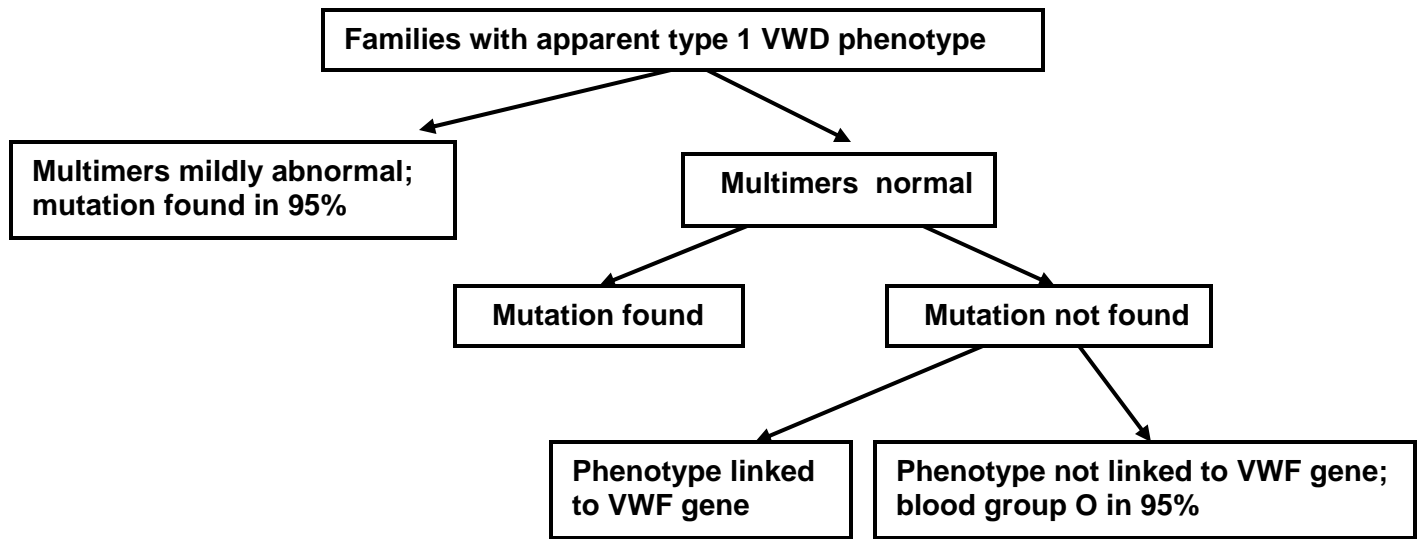 Families with apparent type 1 VWD phenotype
Multimers mildly abnormal;
mutation found in 95%
Multimers normal
Mutation found
Mutation not found
Phenotype linked
to VWF gene
Phenotype not linked to VWF gene;
blood group O in 95%